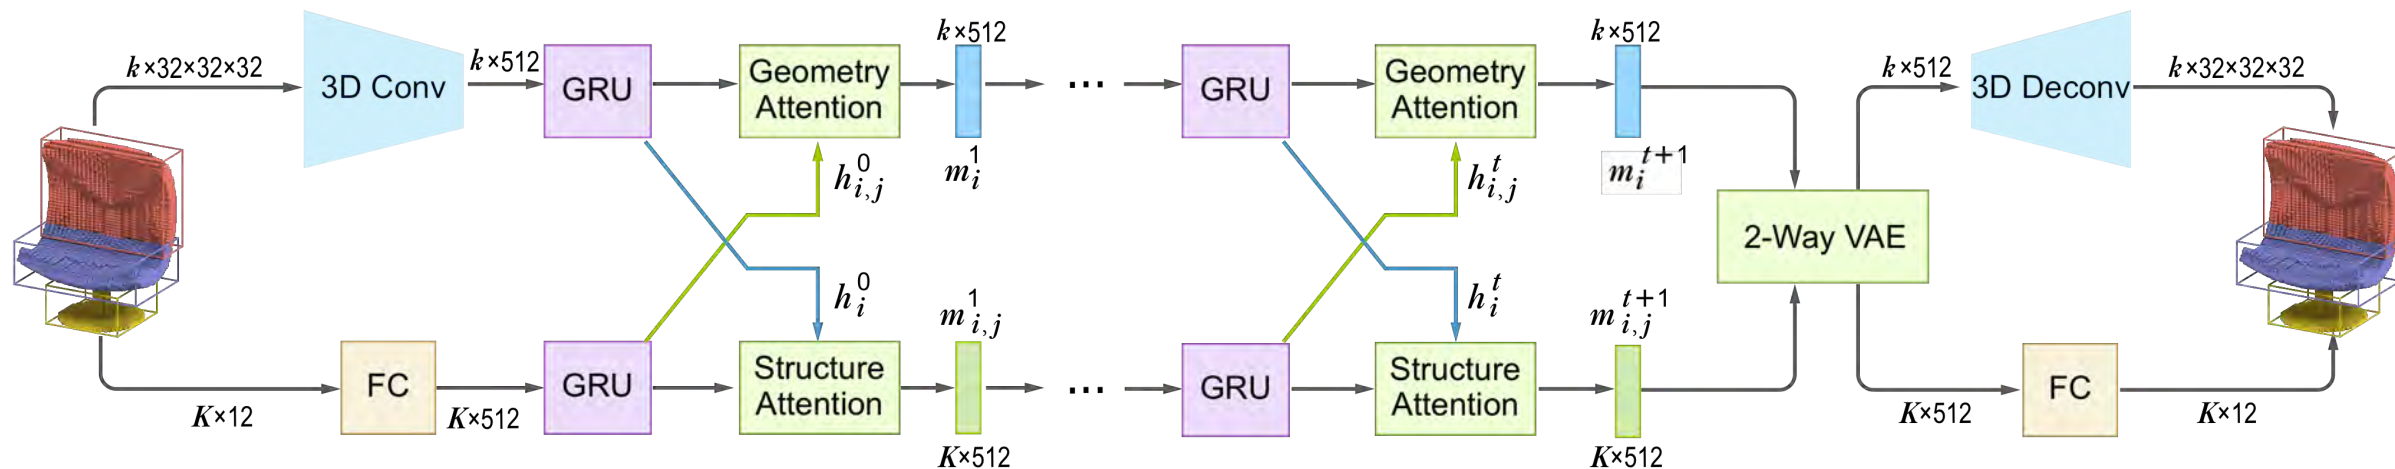 k×32×32×32
3D Conv
k×512
GRU
Geometry
Attention
k×512
m_i^1
h_{i,j}^0
...
GRU
Geometry
Attention
k×512
m_i^{t+1}
h_{i,j}^t
2-Way VAE
k×512
3D Deconv
k×32×32×32
K×12
FC
K×512
GRU
h_i^0
Structure
Attention
m_{i,j}^1
K×512
...
GRU
h_i^t
Structure
Attention
m_{i,j}^{t+1}
K×512
K×512
FC
K×12